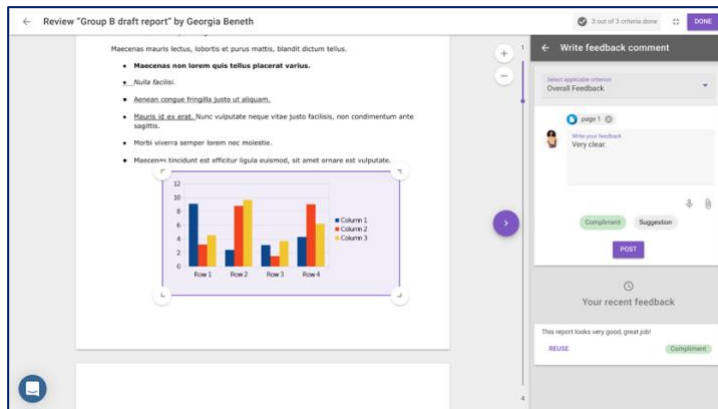 Review "Group B draft report" by Georgia Beneth
3 out of 3 criteria done
DONE
Maecenas mauris lectus, lobortis et purus mattis, blandit dictum tellus.
• Maecenas non lorem quis tellus placerat varius.
• Nulla facilisi.
• Aenean congue fringilla justo ut aliquam.
• Mauris id ex erat. Nunc vulputate neque vitae justo facilisis, non condimentum ante
sagittis.
• Morbi viverra semper lorem nec molestie.
• Maecenas tincidunt est efficitur ligula euismod, sit amet ornare est vulputate.
12
10
8
6
4
2
0
Row 1 Row 2 Row 3 Row 4
Column 1
Column 2
Column 3
1
4
Write feedback comment
Select applicable criterion
Overall Feedback
page 1
Write your feedback
Very clear.
Compliment Suggestion
POST
Your recent feedback
This report looks very good, great job!
REUSE Compliment